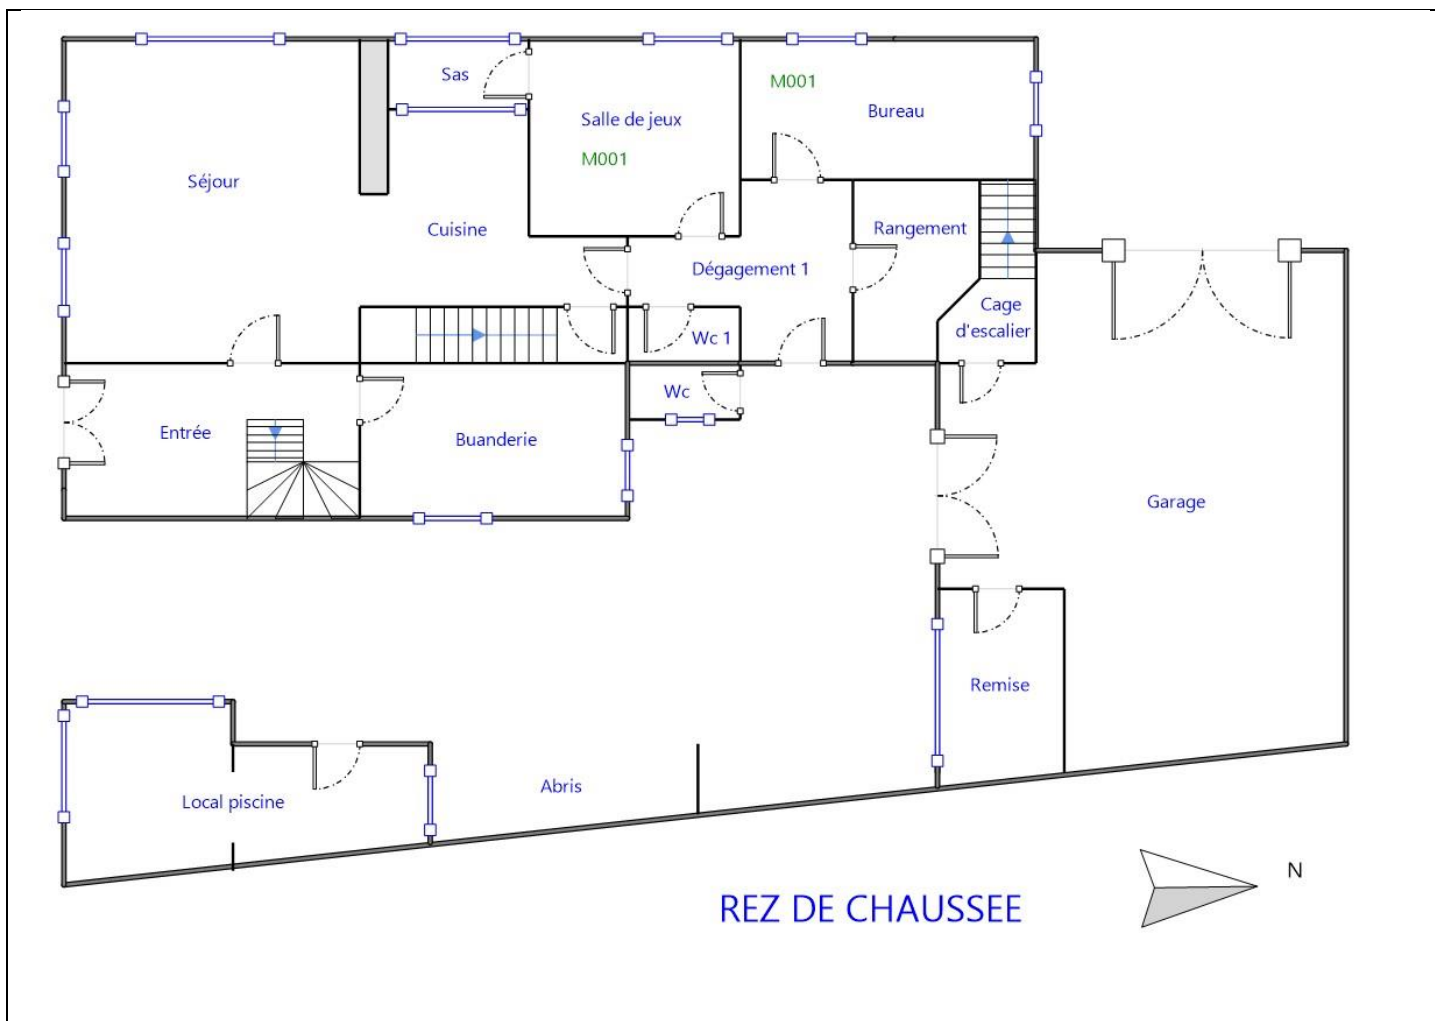 Sas
M001
Bureau
Salle de jeux
M001
Séjour
Cuisine
Rangement
Dégagement 1
Cage
d'escalier
Wc 1
Wc
Entrée
Buanderie
Garage
Remise
Abris
Local piscine
N
REZ DE CHAUSSEE